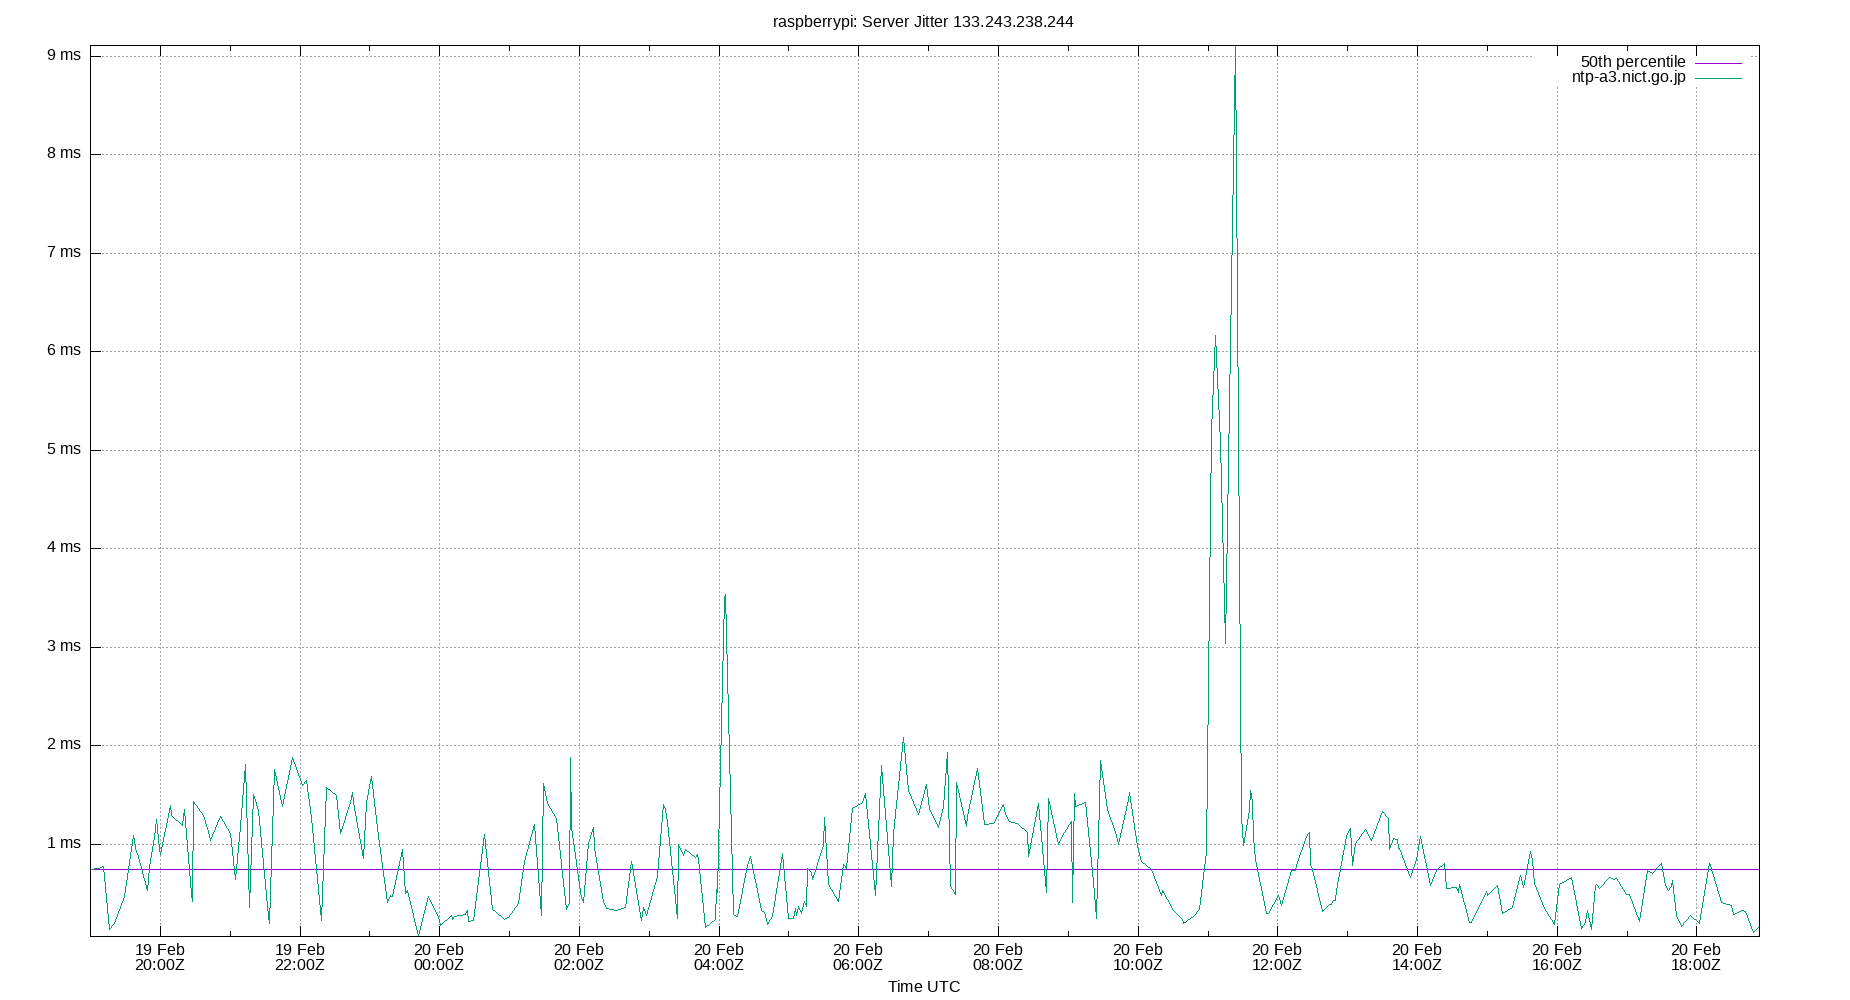 raspberrypi: Server Jitter 133.243.238.244
9 ms
8 ms
7 ms
6 ms
5 ms
4 ms
3 ms
2 ms
1 ms
50th percentile
ntp-a3.nict.go.jp
19 Feb
20:00Z
19 Feb
22:00Z
20 Feb
00:00Z
20 Feb
02:00Z
20 Feb
04:00Z
20 Feb
06:00Z
20 Feb
08:00Z
20 Feb
10:00Z
20 Feb
12:00Z
20 Feb
14:00Z
20 Feb
16:00Z
20 Feb
18:00Z
Time UTC